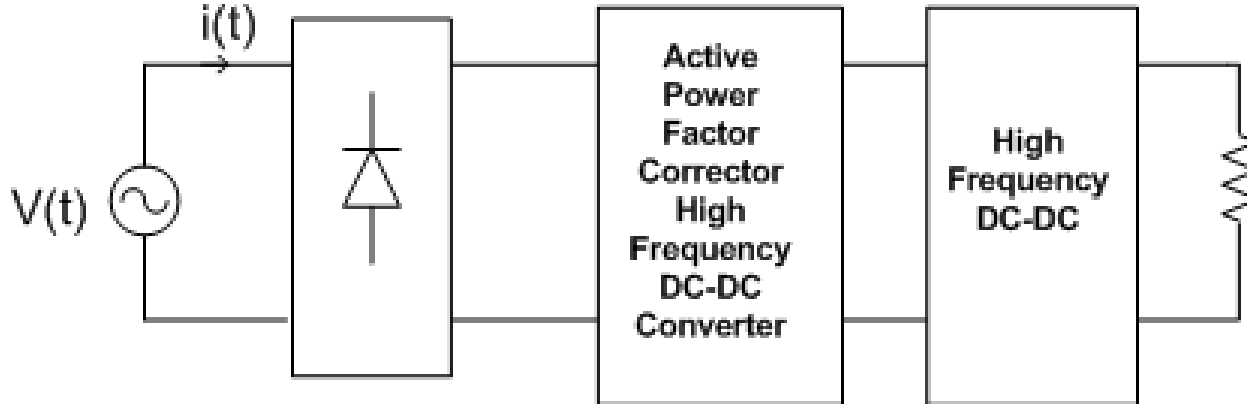 i(t)
V(t)
Active
Power
Factor
Corrector
High
Frequency
DC-DC
Converter
High
Frequency
DC-DC